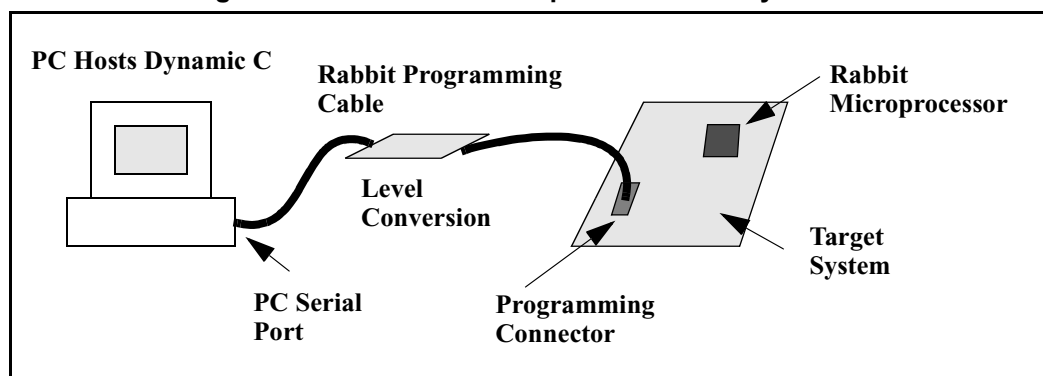 PC Hosts Dynamic C
Rabbit Programming
Cable
Rabbit
Microprocessor
Level
Conversion
Target
System
PC Serial
Port
Programming
Connector